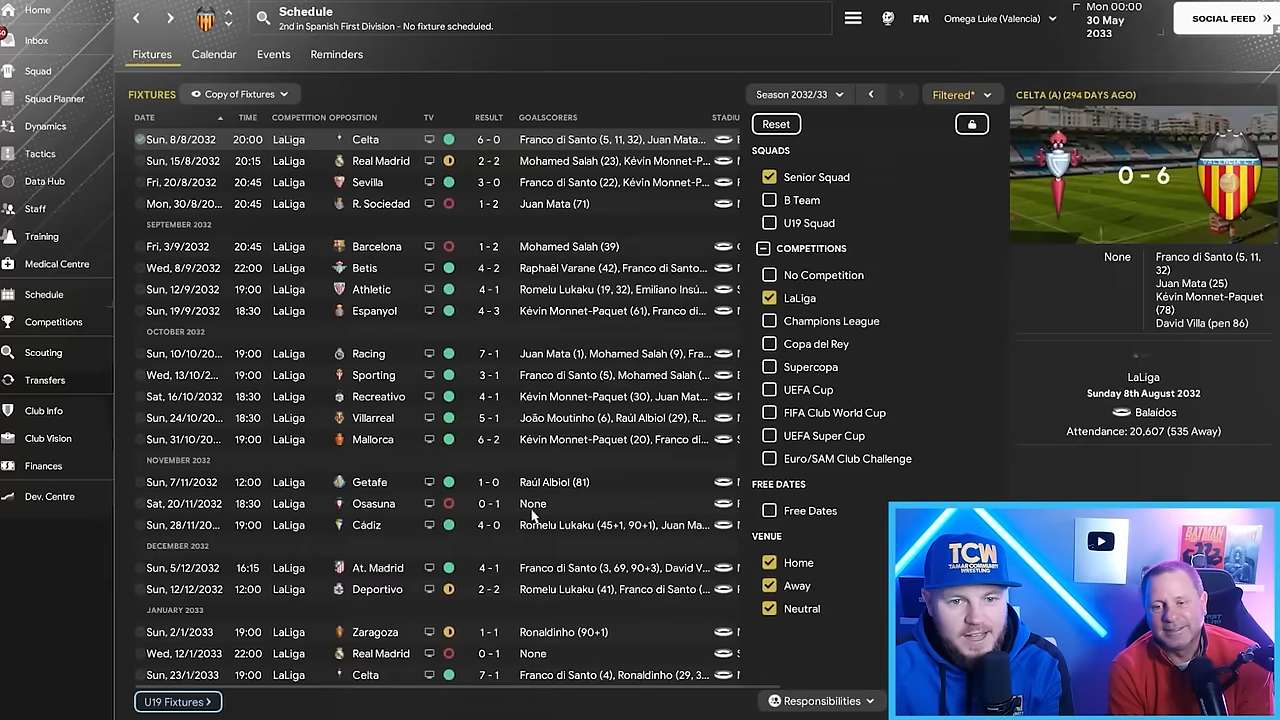 Home
Inbox
Squad
Squad Planner
Dynamics
Tactics
Data Hub
Staff
Training
Medical Centre
Schedule
Competitions
Scouting
Transfers
Club Info
Club Vision
Finances
Dev. Centre
Schedule
2nd in Spanish First Division - No fixture scheduled.
FM
Omega Luke (Valencia)
Mon 00:00
30 May
2033
SOCIAL FEED
Fixtures Calendar Events Reminders
FIXTURES Copy of Fixtures
Season 2032/33
Filtered*
DATE TIME COMPETITION OPPOSITION TV RESULT GOALSCORERS STADIU
Sun, 8/8/2032 20:00 LaLiga Celta 6 - 0 Franco di Santo (5, 11, 32), Juan Mata...
Sun, 15/8/2032 20:15 LaLiga Real Madrid 2 - 2 Mohamed Salah (23), Kévin Monnet-P...
Fri, 20/8/2032 20:45 LaLiga Sevilla 3 - 0 Franco di Santo (22), Kévin Monnet-P...
Mon, 30/8/20... 20:45 LaLiga R. Sociedad 1 - 2 Juan Mata (71)
SEPTEMBER 2032
Fri, 3/9/2032 20:45 LaLiga Barcelona 1 - 2 Mohamed Salah (39)
Wed, 8/9/2032 22:00 LaLiga Betis 4 - 2 Raphaël Varane (42), Franco di Santo...
Sun, 12/9/2032 19:00 LaLiga Athletic 4 - 1 Romelu Lukaku (19, 32), Emiliano Insú...
Sun, 19/9/2032 18:30 LaLiga Espanyol 4 - 3 Kévin Monnet-Paquet (61), Franco di...
OCTOBER 2032
Sun, 10/10/20... 19:00 LaLiga Racing 7 - 1 Juan Mata (1), Mohamed Salah (9), Fra...
Wed, 13/10/2... 19:00 LaLiga Sporting 3 - 1 Franco di Santo (5), Mohamed Salah (...
Sat, 16/10/2032 18:30 LaLiga Recreativo 4 - 1 Kévin Monnet-Paquet (30), Juan Mat...
Sun, 24/10/20... 18:30 LaLiga Villarreal 5 - 1 João Moutinho (6), Raúl Albiol (29), R...
Sun, 31/10/20... 19:00 LaLiga Mallorca 6 - 2 Kévin Monnet-Paquet (20), Franco di...
NOVEMBER 2032
Sun, 7/11/2032 12:00 LaLiga Getafe 1 - 0 Raúl Albiol (81)
Sat, 20/11/2032 18:30 LaLiga Osasuna 0 - 1 None
Sun, 28/11/20... 19:00 LaLiga Cádiz 4 - 0 Romelu Lukaku (45+1, 90+1), Juan Ma...
DECEMBER 2032
Sun, 5/12/2032 16:15 LaLiga At. Madrid 4 - 1 Franco di Santo (3, 69, 90+3), David V...
Sun, 12/12/2032 12:00 LaLiga Deportivo 2 - 2 Romelu Lukaku (41), Franco di Santo (...
JANUARY 2033
Sun, 2/1/2033 19:00 LaLiga Zaragoza 1 - 1 Ronaldinho (90+1)
Wed, 12/1/2033 22:00 LaLiga Real Madrid 0 - 1 None
Sun, 23/1/2033 19:00 LaLiga Celta 7 - 1 Franco di Santo (4), Ronaldinho (29, 3...
U19 Fixtures
Responsibilities
Reset
SQUADS
Senior Squad
B Team
U19 Squad
COMPETITIONS
No Competition
LaLiga
Champions League
Copa del Rey
Supercopa
UEFA Cup
FIFA Club World Cup
UEFA Super Cup
Euro/SAM Club Challenge
FREE DATES
Free Dates
VENUE
Home
Away
Neutral
CELTA (A) (294 DAYS AGO)
0 - 6
None
Franco di Santo (5, 11,
32)
Juan Mata (25)
Kévin Monnet-Paquet
(78)
David Villa (pen 86)
LaLiga
Sunday 8th August 2032
Balaídos
Attendance: 20,607 (535 Away)
TCW
TAMAR COMMUNITY
WRESTLING
BATMAN